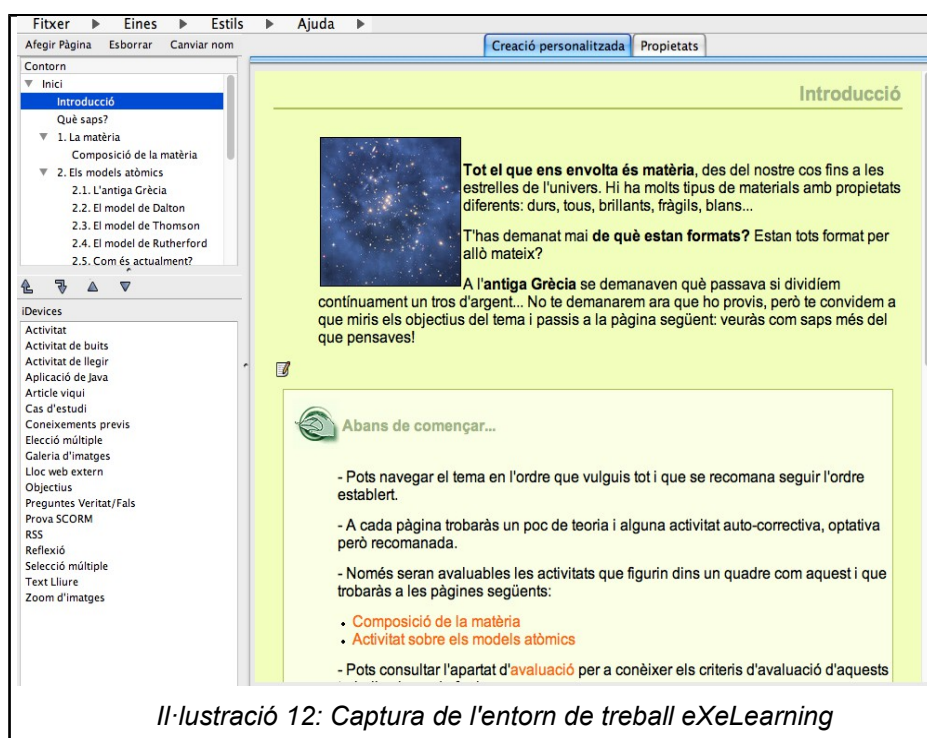 Fitxer ▶ Eines ▶ Estils ▶ Ajuda ▶
Afegir Pàgina Esborrar Canviar nom
Creació personalitzada Propietats
Contorn
Inici
Introducció
Què saps?
1. La matèria
Composició de la matèria
2. Els models atòmics
2.1. L'antiga Grècia
2.2. El model de Dalton
2.3. El model de Thomson
2.4. El model de Rutherford
2.5. Com és actualment?
iDevices
Activitat
Activitat de buits
Activitat de llegir
Aplicació de Java
Article viqui
Cas d'estudi
Coneixements previs
Elecció múltiple
Galeria d'imatges
Lloc web extern
Objectius
Preguntes Veritat/Fals
Prova SCORM
RSS
Reflexió
Selecció múltiple
Text Lliure
Zoom d'imatges
Introducció
Tot el que ens envolta és matèria, des del nostre cos fins a les
estrelles de l'univers. Hi ha molts tipus de materials amb propietats
diferents: durs, tous, brillants, fràgils, blans...
T'has demanat mai de què estan formats? Estan tots format per
allò mateix?
A l'antiga Grècia se demanaven què passava si dividíem
contínuament un tros d'argent... No te demanarem ara que ho provis, però te convidem a
que miris els objectius del tema i passis a la pàgina següent: veuràs com saps més del
que pensaves!
Abans de començar...
- Pots navegar el tema en l'ordre que vulguis tot i que se recomana seguir l'ordre
establert.
- A cada pàgina trobaràs un poc de teoria i alguna activitat auto-correctiva, optativa
però recomanada.
- Només seran avaluables les activitats que figurin dins un quadre com aquest i que
trobaràs a les pàgines següents:
• Composició de la matèria
• Activitat sobre els models atòmics
- Pots consultar l'apartat d'avaluació per a conèixer els criteris d'avaluació d'aquests
Il·lustració 12: Captura de l'entorn de treball eXeLearning